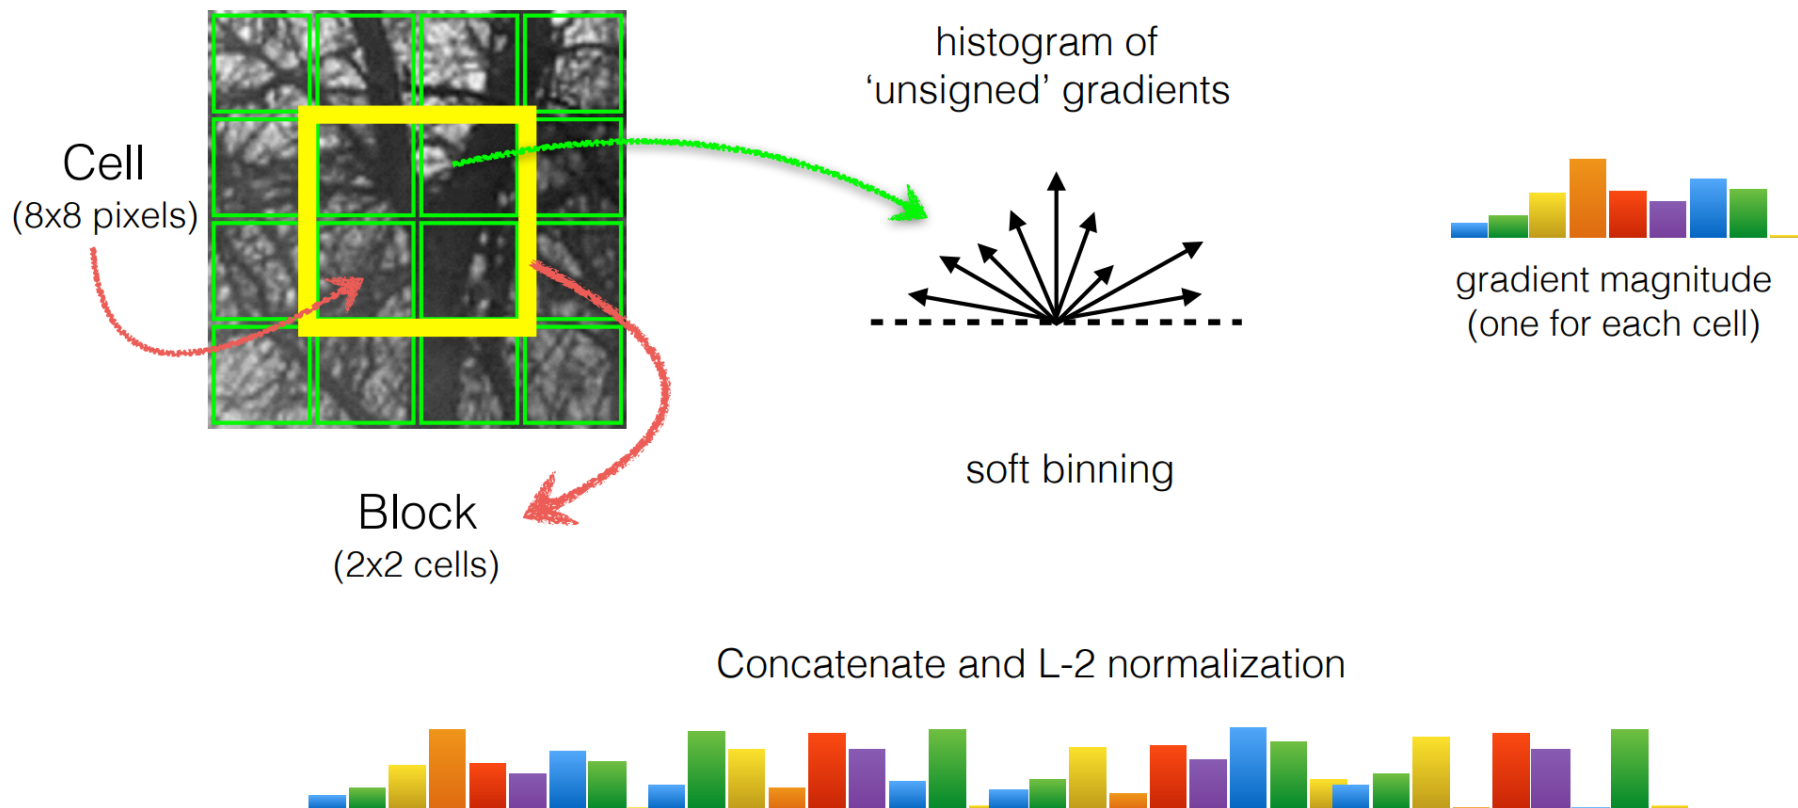 histogram of
‘unsigned’ gradients
Cell
(8x8 pixels)
gradient magnitude
(one for each cell)
soft binning
Block
(2x2 cells)
Concatenate and L-2 normalization